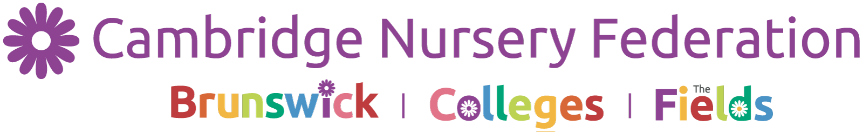 Cambridge Nursery Federation
Brunswick | Colleges | The Fields